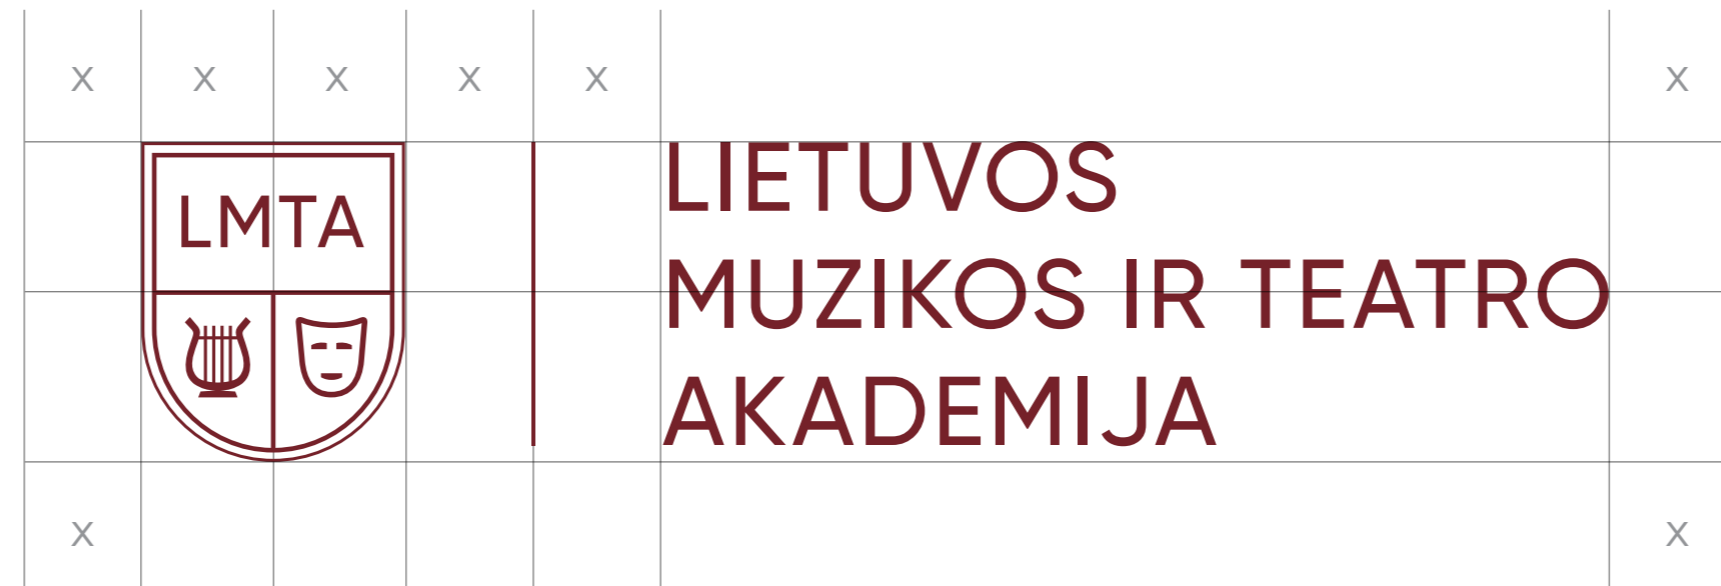 X X X X X X
LMTA
LIETUVOS
MUZIKOS IR TEATRO
AKADEMIJA
X X